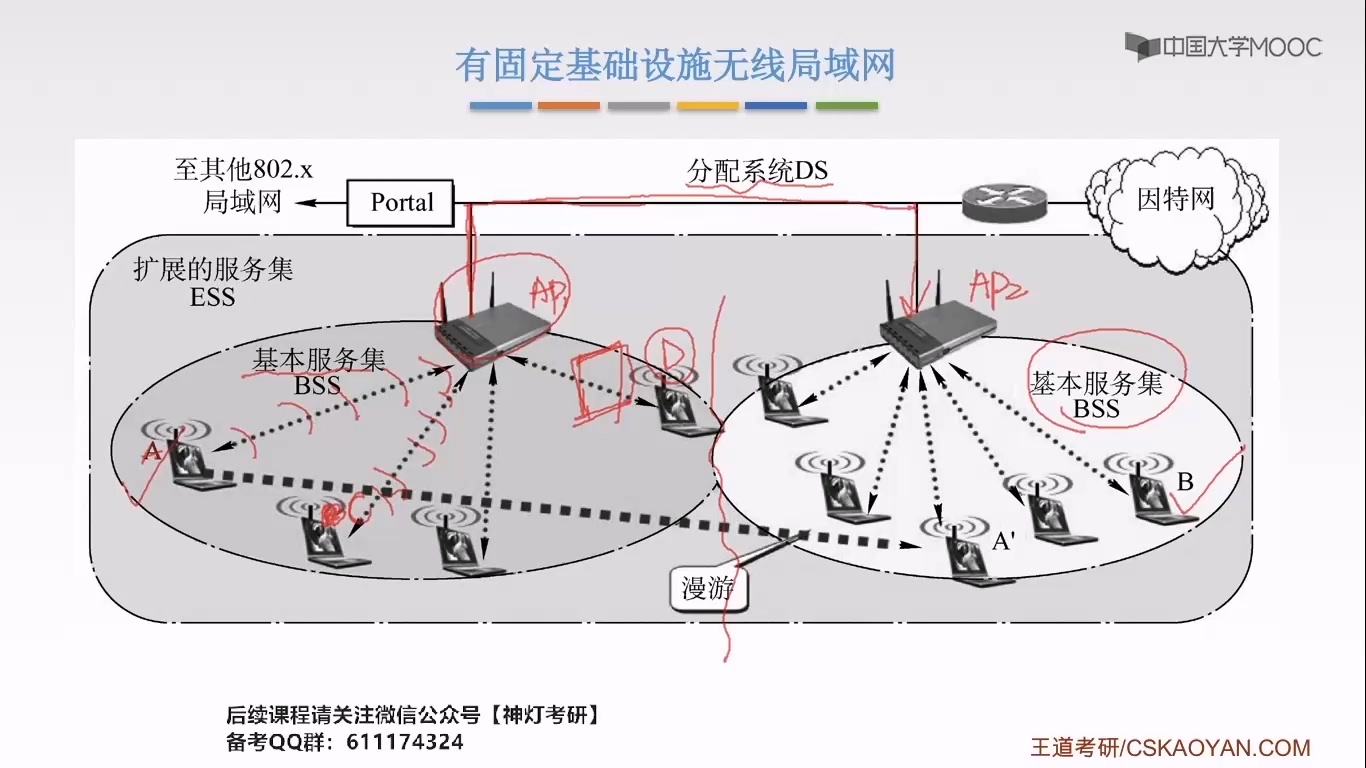 中国大学MOOC
有固定基础设施无线局域网
至其他802.x
局域网
Portal
分配系统DS
因特网
扩展的服务集
ESS
AP1
AP2
基本服务集
BSS
D
基本服务集
BSS
A
B
A'
漫游
后续课程请关注微信公众号【神灯考研】
备考QQ群：611174324
王道考研/CSKAOYAN.COM